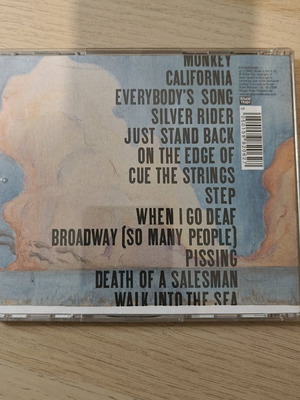 MONKEY
CALIFORNIA
EVERYBODY'S SONG
SILVER RIDER
JUST STAND BACK
ON THE EDGE OF
CUE THE STRINGS
STEP
WHEN I GO DEAF
BROADWAY (SO MANY PEOPLE)
PISSING
DEATH OF A SALESMAN
WALK INTO THE SEA